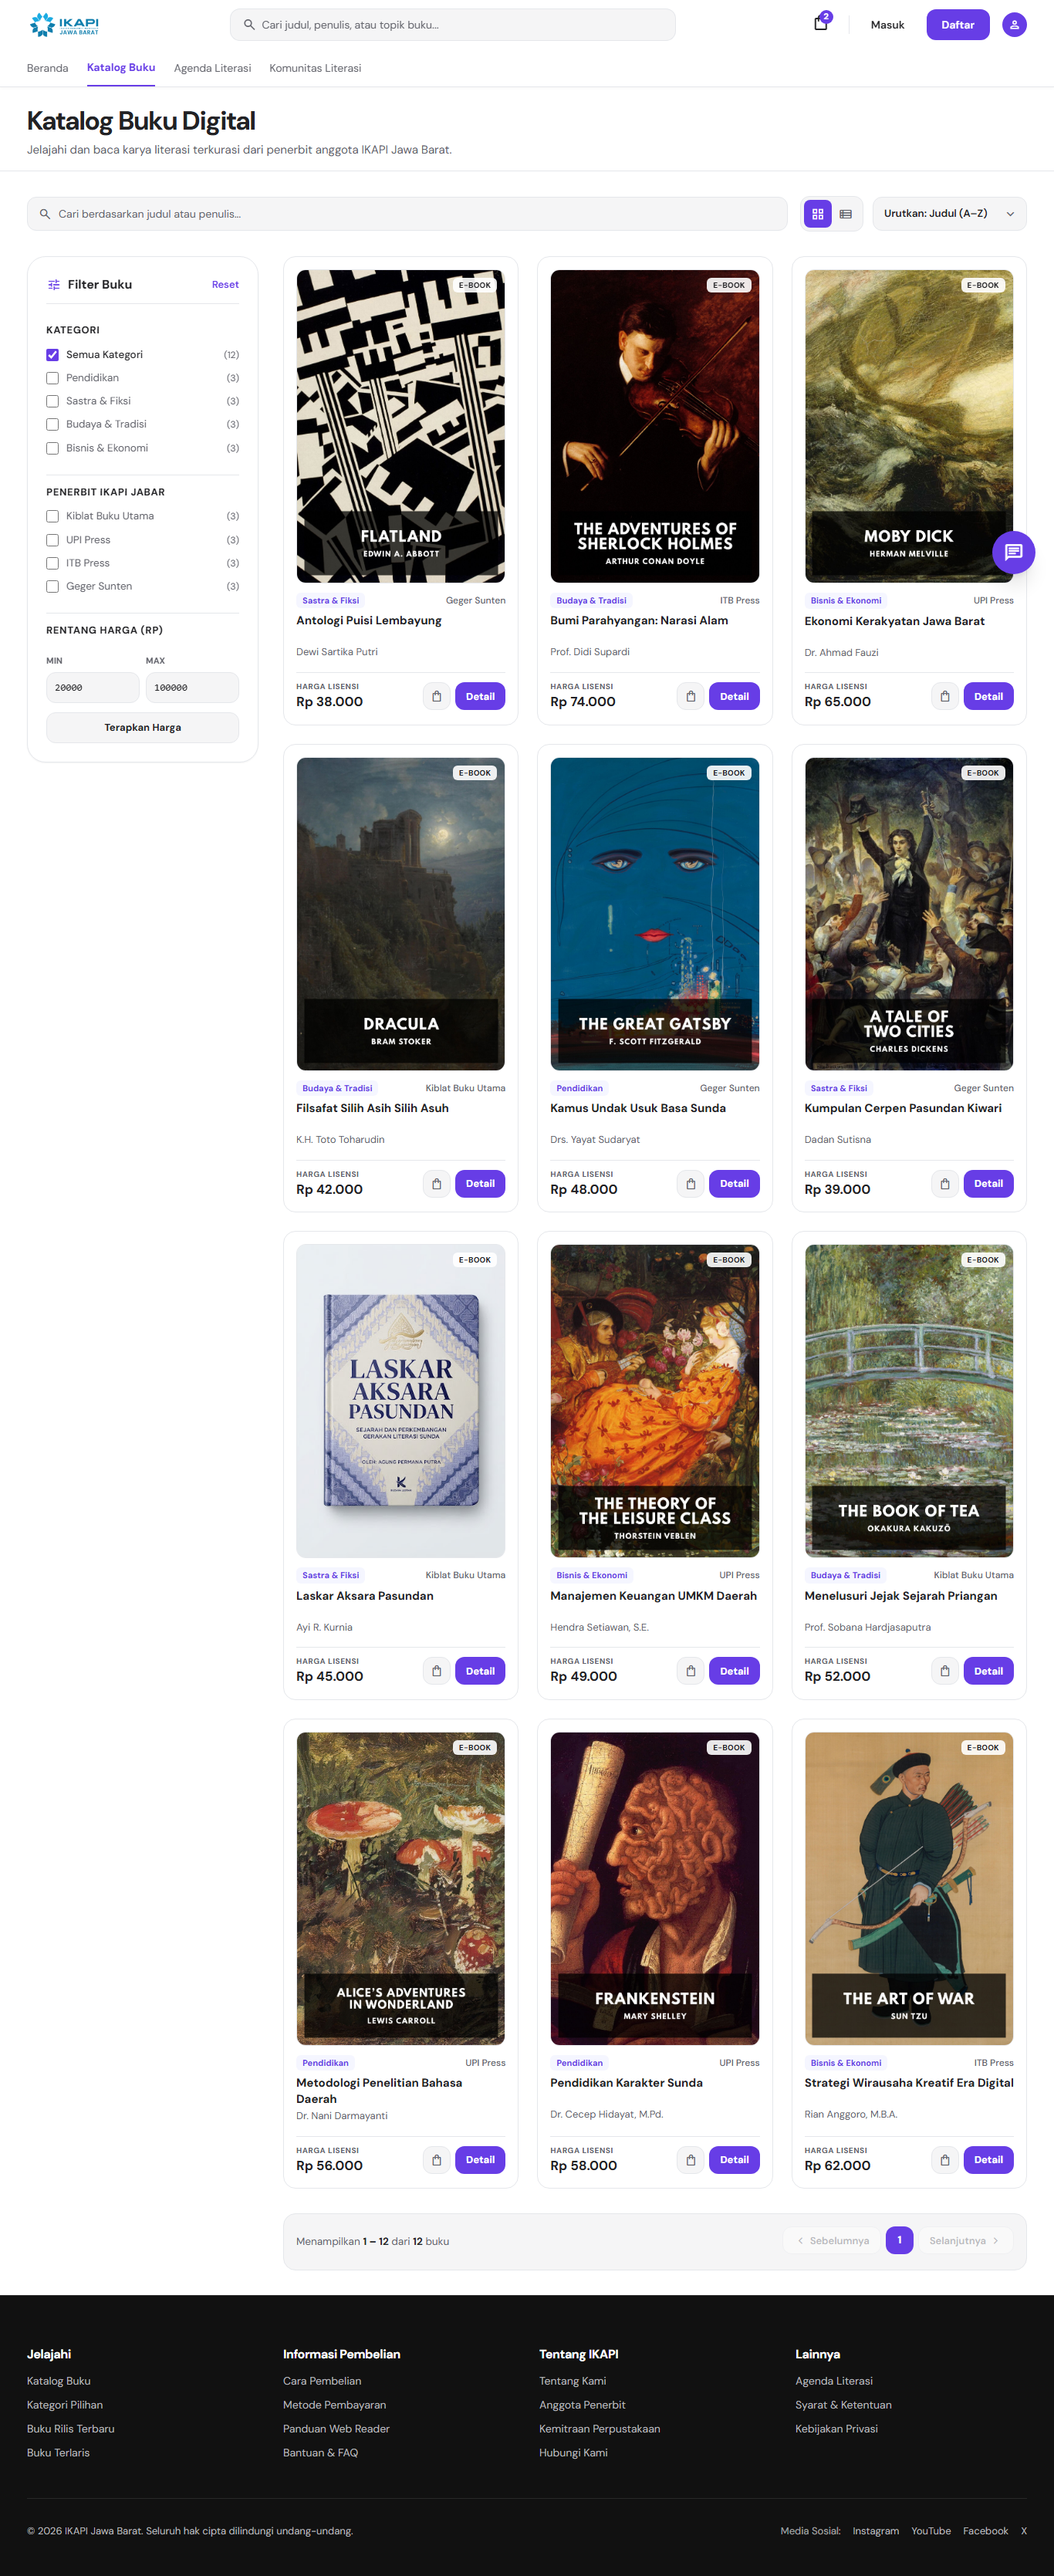 IKAPI
JAWA BARAT
Cari judul, penulis, atau topik buku...
2
Masuk
Daftar
Beranda
Katalog Buku
Agenda Literasi
Komunitas Literasi
Katalog Buku Digital
Jelajahi dan baca karya literasi terkurasi dari penerbit anggota IKAPI Jawa Barat.
Cari berdasarkan judul atau penulis...
Urutkan: Judul (A–Z)
Filter Buku
Reset
KATEGORI
Semua Kategori (12)
Pendidikan (3)
Sastra & Fiksi (3)
Budaya & Tradisi (3)
Bisnis & Ekonomi (3)
PENERBIT IKAPI JABAR
Kiblat Buku Utama (3)
UPI Press (3)
ITB Press (3)
Geger Sunten (3)
RENTANG HARGA (RP)
MIN
MAX
20000
100000
Terapkan Harga
E-BOOK
FLATLAND
EDWIN A. ABBOTT
Sastra & Fiksi
Geger Sunten
Antologi Puisi Lembayung
Dewi Sartika Putri
HARGA LISENSI
Rp 38.000
Detail
E-BOOK
THE ADVENTURES OF
SHERLOCK HOLMES
ARTHUR CONAN DOYLE
Budaya & Tradisi
ITB Press
Bumi Parahyangan: Narasi Alam
Prof. Didi Supardi
HARGA LISENSI
Rp 74.000
Detail
E-BOOK
MOBY DICK
HERMAN MELVILLE
Bisnis & Ekonomi
UPI Press
Ekonomi Kerakyatan Jawa Barat
Dr. Ahmad Fauzi
HARGA LISENSI
Rp 65.000
Detail
E-BOOK
DRACULA
BRAM STOKER
Budaya & Tradisi
Kiblat Buku Utama
Filsafat Silih Asih Silih Asuh
K.H. Toto Toharudin
HARGA LISENSI
Rp 42.000
Detail
E-BOOK
THE GREAT GATSBY
F. SCOTT FITZGERALD
Pendidikan
Geger Sunten
Kamus Undak Usuk Basa Sunda
Drs. Yayat Sudaryat
HARGA LISENSI
Rp 48.000
Detail
E-BOOK
A TALE OF
TWO CITIES
CHARLES DICKENS
Sastra & Fiksi
Geger Sunten
Kumpulan Cerpen Pasundan Kiwari
Dadan Sutisna
HARGA LISENSI
Rp 39.000
Detail
E-BOOK
LASKAR
AKSARA
PASUNDAN
SEJARAH DAN PERKEMBANGAN
GERAKAN LITERASI SUNDA
OLEH: AGUNG PERMANA PUTRA
Sastra & Fiksi
Kiblat Buku Utama
Laskar Aksara Pasundan
Ayi R. Kurnia
HARGA LISENSI
Rp 45.000
Detail
E-BOOK
THE THEORY OF
THE LEISURE CLASS
THORSTEIN VEBLEN
Bisnis & Ekonomi
UPI Press
Manajemen Keuangan UMKM Daerah
Hendra Setiawan, S.E.
HARGA LISENSI
Rp 49.000
Detail
E-BOOK
THE BOOK OF TEA
OKAKURA KAKUZŌ
Budaya & Tradisi
Kiblat Buku Utama
Menelusuri Jejak Sejarah Priangan
Prof. Sobana Hardjasaputra
HARGA LISENSI
Rp 52.000
Detail
E-BOOK
ALICE'S ADVENTURES
IN WONDERLAND
LEWIS CARROLL
Pendidikan
UPI Press
Metodologi Penelitian Bahasa
Daerah
Dr. Nani Darmayanti
HARGA LISENSI
Rp 56.000
Detail
E-BOOK
FRANKENSTEIN
MARY SHELLEY
Pendidikan
UPI Press
Pendidikan Karakter Sunda
Dr. Cecep Hidayat, M.Pd.
HARGA LISENSI
Rp 58.000
Detail
E-BOOK
THE ART OF WAR
SUN TZU
Bisnis & Ekonomi
ITB Press
Strategi Wirausaha Kreatif Era Digital
Rian Anggoro, M.B.A.
HARGA LISENSI
Rp 62.000
Detail
Menampilkan 1 – 12 dari 12 buku
Sebelumnya
1
Selanjutnya
Jelajahi
Katalog Buku
Kategori Pilihan
Buku Rilis Terbaru
Buku Terlaris
Informasi Pembelian
Cara Pembelian
Metode Pembayaran
Panduan Web Reader
Bantuan & FAQ
Tentang IKAPI
Tentang Kami
Anggota Penerbit
Kemitraan Perpustakaan
Hubungi Kami
Lainnya
Agenda Literasi
Syarat & Ketentuan
Kebijakan Privasi
© 2026 IKAPI Jawa Barat. Seluruh hak cipta dilindungi undang-undang.
Media Sosial: Instagram YouTube Facebook X